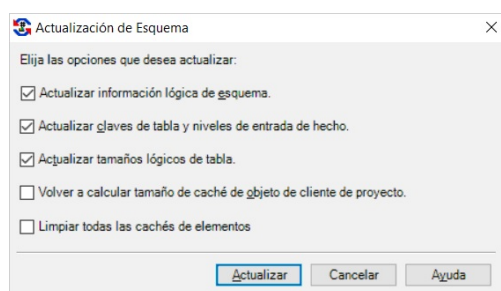 Actualización de Esquema
Elija las opciones que desea actualizar:
Actualizar información lógica de esquema.
Actualizar claves de tabla y niveles de entrada de hecho.
Actualizar tamaños lógicos de tabla.
Volver a calcular tamaño de caché de objeto de cliente de proyecto.
Limpiar todas las cachés de elementos
Actualizar Cancelar Ayuda